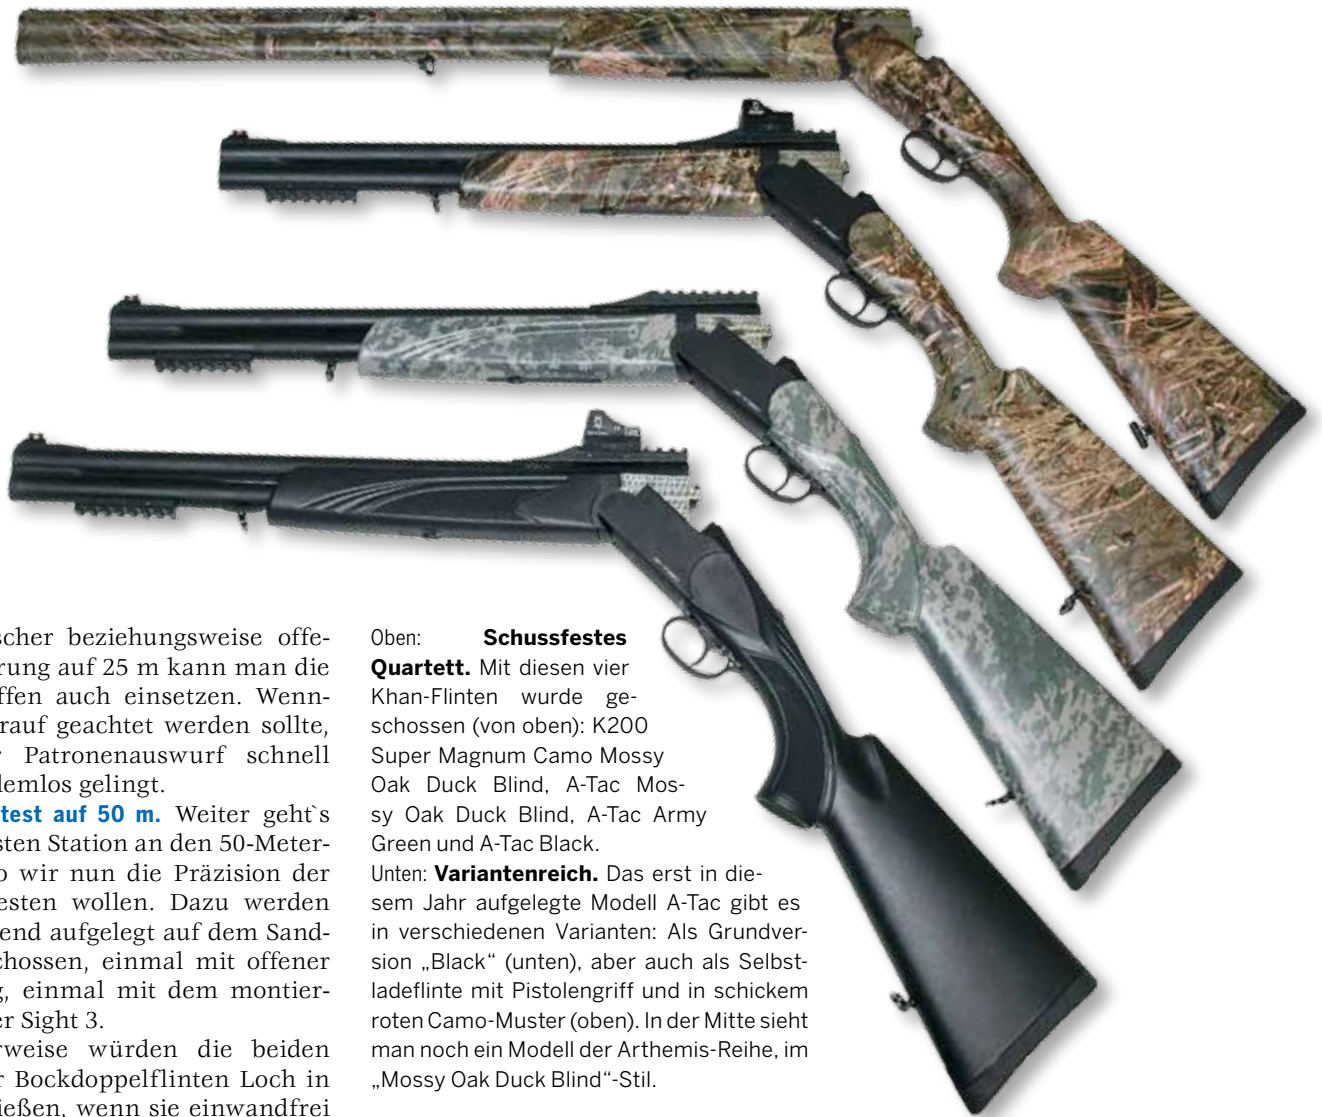 scher beziehungsweise offe-
rung auf 25 m kann man die
ffen auch einsetzen. Wenn-
rauf geachtet werden sollte,
Patronenauswurf schnell
lemlos gelingt.
test auf 50 m. Weiter geht`s
sten Station an den 50-Meter-
o wir nun die Präzision der
esten wollen. Dazu werden
end aufgelegt auf dem Sand-
chossen, einmal mit offener
g, einmal mit dem montier-
er Sight 3.
rweise würden die beiden
r Bockdoppelflinten Loch in
ießen, wenn sie einwandfrei
Oben: Schussfestes
Quartett. Mit diesen vier
Khan-Flinten wurde ge-
schossen (von oben): K200
Super Magnum Camo Mossy
Oak Duck Blind, A-Tac Mos-
sy Oak Duck Blind, A-Tac Army
Green und A-Tac Black.
Unten: Variantenreich. Das erst in die-
sem Jahr aufgelegte Modell A-Tac gibt es
in verschiedenen Varianten: Als Grundver-
sion „Black“ (unten), aber auch als Selbst-
ladeflinte mit Pistolengriff und in schickem
roten Camo-Muster (oben). In der Mitte sieht
man noch ein Modell der Arthemis-Reihe, im
„Mossy Oak Duck Blind“-Stil.